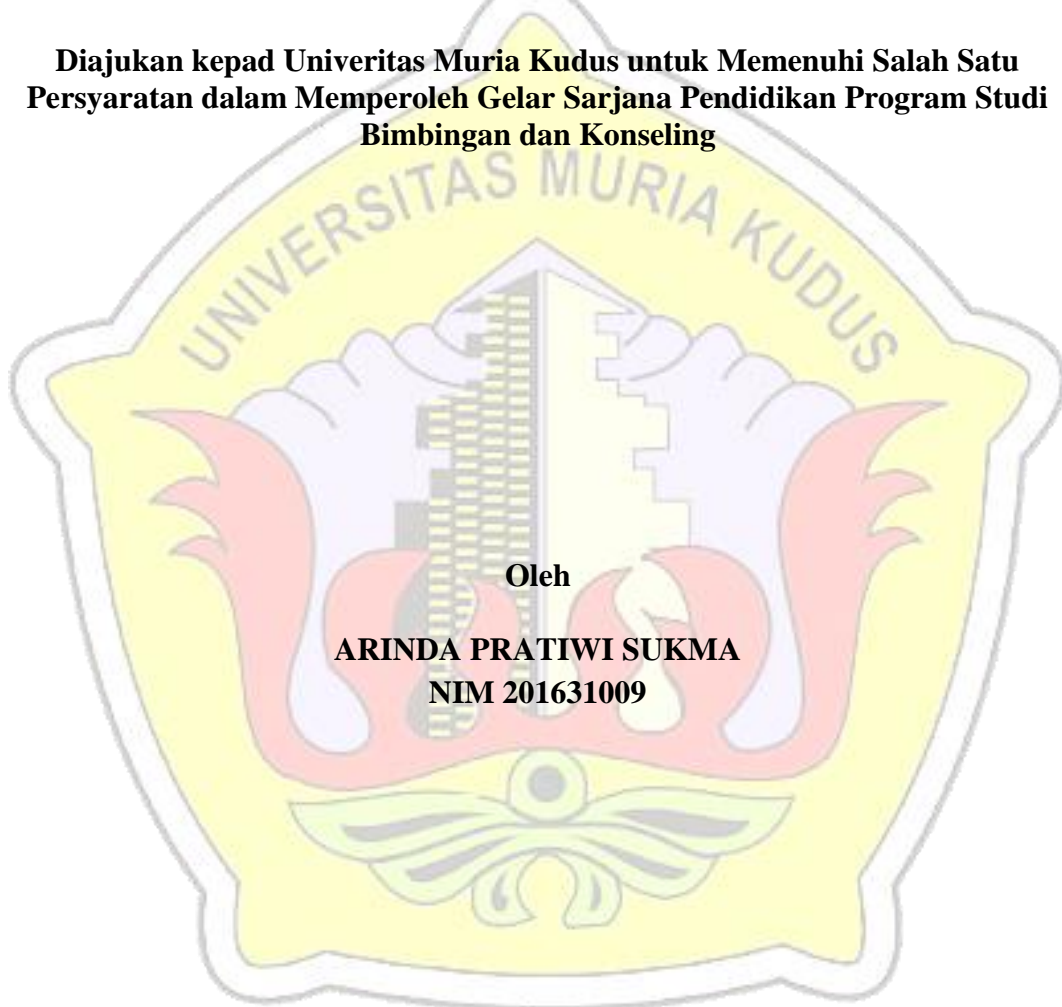 Diajukan kepad Univeritas Muria Kudus untuk Memenuhi Salah Satu
Persyaratan dalam Memperoleh Gelar Sarjana Pendidikan Program Studi
Bimbingan dan Konseling
UNIVERSITAS MURIA KUDUS
Oleh
ARINDA PRATIWI SUKMA
NIM 201631009